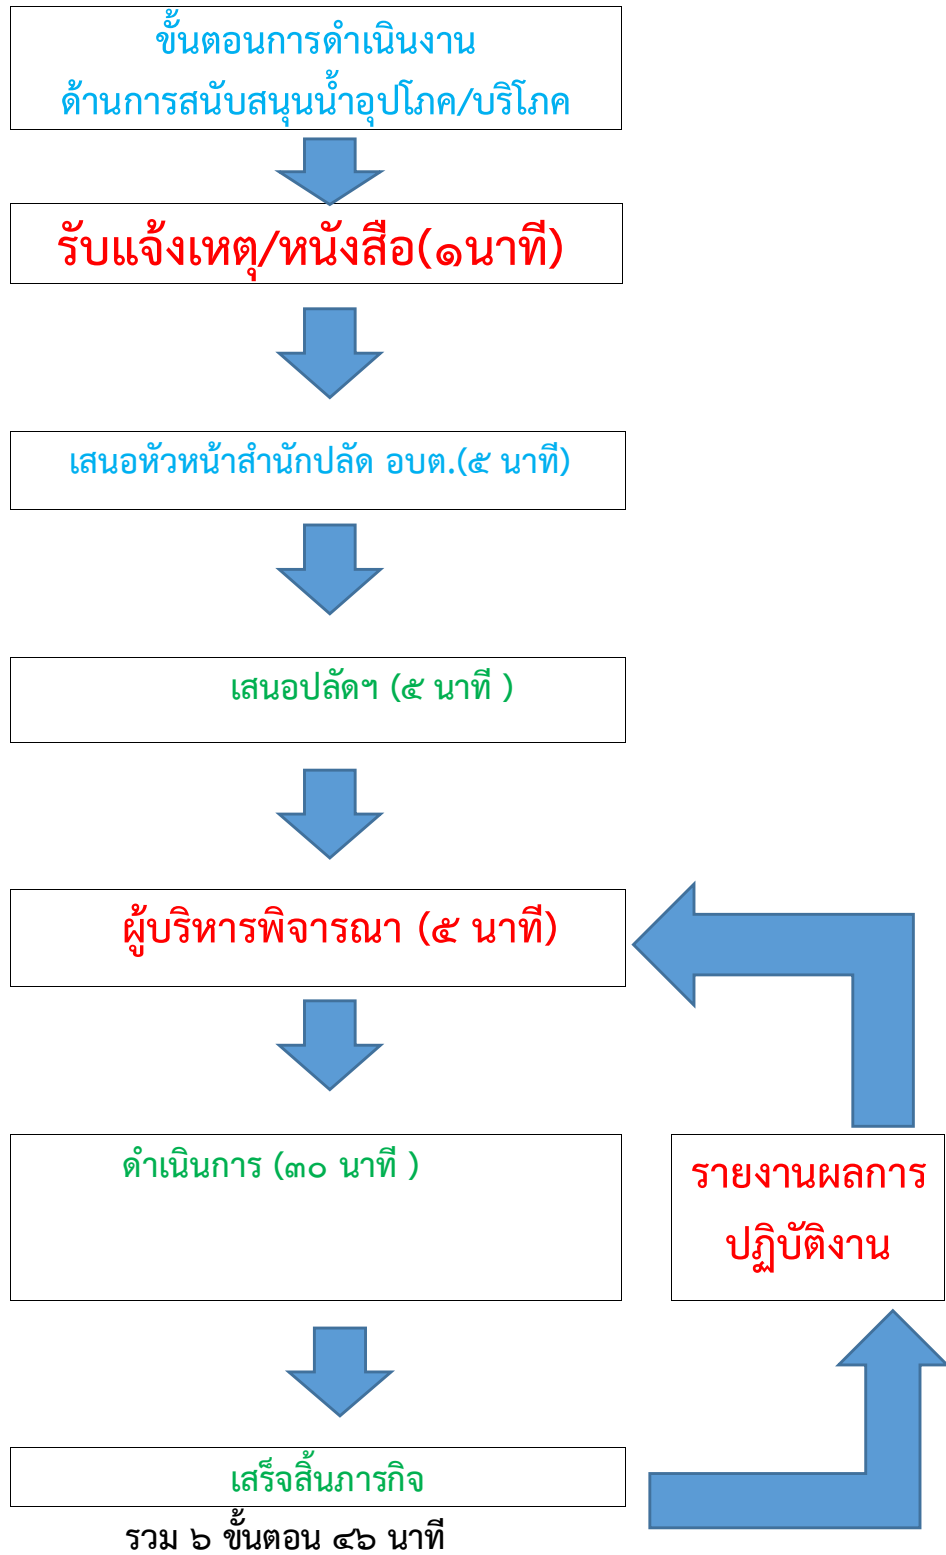 ขั้นตอนการดำเนินงาน
ด้านการสนับสนุนน้ำอุปโภค/บริโภค
รับแจ้งเหตุ/หนังสือ(๑นาที)
เสนอหัวหน้าสำนักปลัด อบต.(๕ นาที)
เสนอปลัดฯ (๕ นาที )
ผู้บริหารพิจารณา (๕ นาที)
ดำเนินการ (๓๐ นาที )
รายงานผลการ
ปฏิบัติงาน
เสร็จสิ้นภารกิจ
รวม ๖ ขั้นตอน ๔๖ นาที